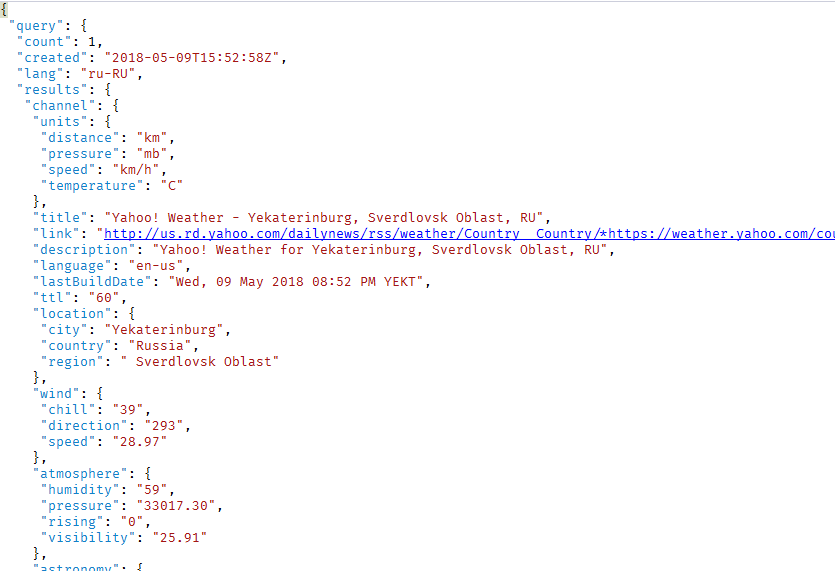 {
 "query": {
  "count": 1,
  "created": "2018-05-09T15:52:58Z",
  "lang": "ru-RU",
  "results": {
   "channel": {
    "units": {
     "distance": "km",
     "pressure": "mb",
     "speed": "km/h",
     "temperature": "C"
    },
    "title": "Yahoo! Weather - Yekaterinburg, Sverdlovsk Oblast, RU",
    "link": "http://us.rd.yahoo.com/dailynews/rss/weather/Country__Country/*https://weather.yahoo.com/cou
    "description": "Yahoo! Weather for Yekaterinburg, Sverdlovsk Oblast, RU",
    "language": "en-us",
    "lastBuildDate": "Wed, 09 May 2018 08:52 PM YEKT",
    "ttl": "60",
    "location": {
     "city": "Yekaterinburg",
     "country": "Russia",
     "region": " Sverdlovsk Oblast"
    },
    "wind": {
     "chill": "39",
     "direction": "293",
     "speed": "28.97"
    },
    "atmosphere": {
     "humidity": "59",
     "pressure": "33017.30",
     "rising": "0",
     "visibility": "25.91"
    },
    "astronomy": {